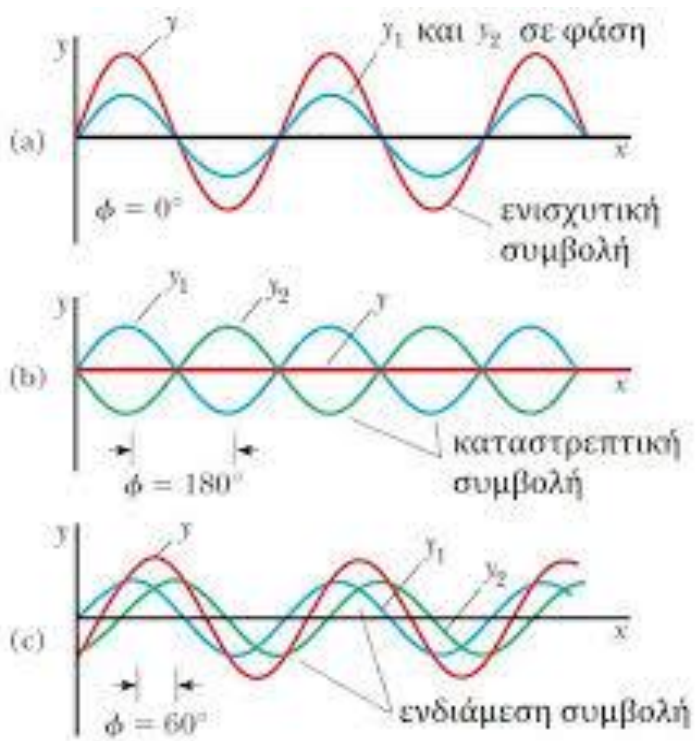 y
y
y₁ και y₂ σε φάση
(a)
x
ϕ = 0°
ενισχυτική
συμβολή
y
y₁
y₂
y
(b)
x
ϕ = 180°
καταστρεπτική
συμβολή
y
y
y₁
y₂
(c)
x
ϕ = 60°
ενδιάμεση συμβολή